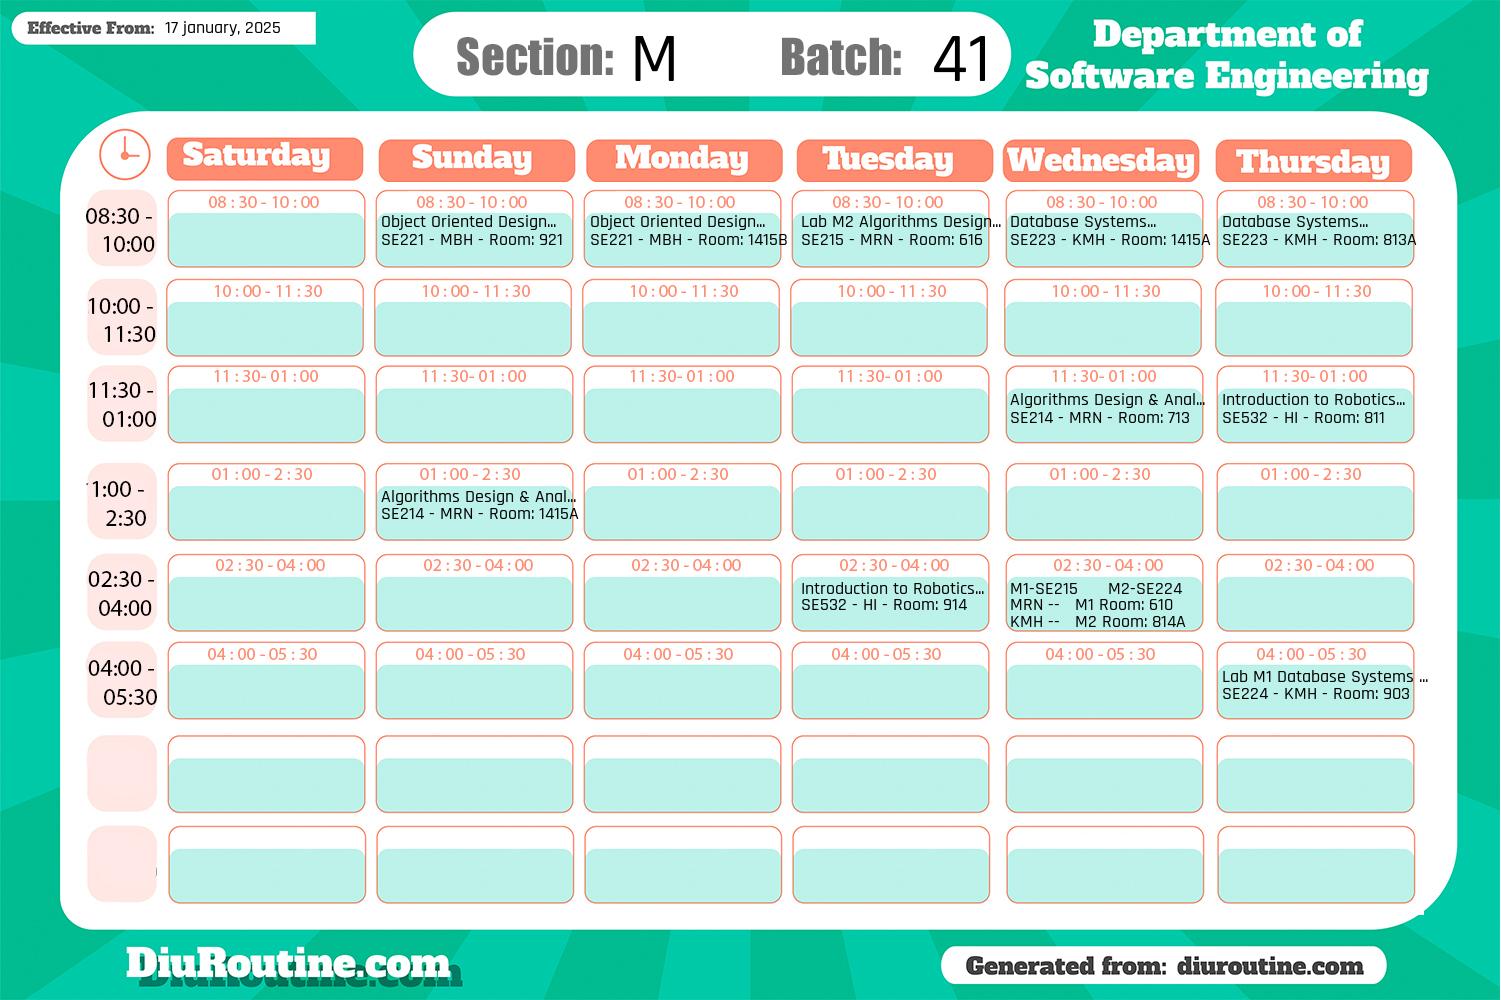 Effective From: 17 january, 2025
Section: M Batch: 41
Department of
Software Engineering
Saturday Sunday Monday Tuesday Wednesday Thursday
08:30 -
10:00
08:30-10:00 08:30-10:00 08:30-10:00 08:30-10:00 08:30-10:00 08:30-10:00
Object Oriented Design... Object Oriented Design... Lab M2 Algorithms Design... Database Systems... Database Systems...
SE221 - MBH - Room: 921 SE221 - MBH - Room: 1415B SE215 - MRN - Room: 616 SE223 - KMH - Room: 1415A SE223 - KMH - Room: 813A
10:00 -
11:30
10:00-11:30 10:00-11:30 10:00-11:30 10:00-11:30 10:00-11:30 10:00-11:30
11:30 -
01:00
11:30-01:00 11:30-01:00 11:30-01:00 11:30-01:00 11:30-01:00 11:30-01:00
Algorithms Design & Anal... Introduction to Robotics...
SE214 - MRN - Room: 713 SE532 - HI - Room: 811
1:00 -
2:30
01:00-2:30 01:00-2:30 01:00-2:30 01:00-2:30 01:00-2:30 01:00-2:30
Algorithms Design & Anal...
SE214 - MRN - Room: 1415A
02:30 -
04:00
02:30-04:00 02:30-04:00 02:30-04:00 02:30-04:00 02:30-04:00 02:30-04:00
Introduction to Robotics... M1-SE215 M2-SE224
SE532 - HI - Room: 914 MRN -- M1 Room: 610
KMH -- M2 Room: 814A
04:00 -
05:30
04:00-05:30 04:00-05:30 04:00-05:30 04:00-05:30 04:00-05:30 04:00-05:30
Lab M1 Database Systems ...
SE224 - KMH - Room: 903
DiuRoutine.com
Generated from: diuroutine.com